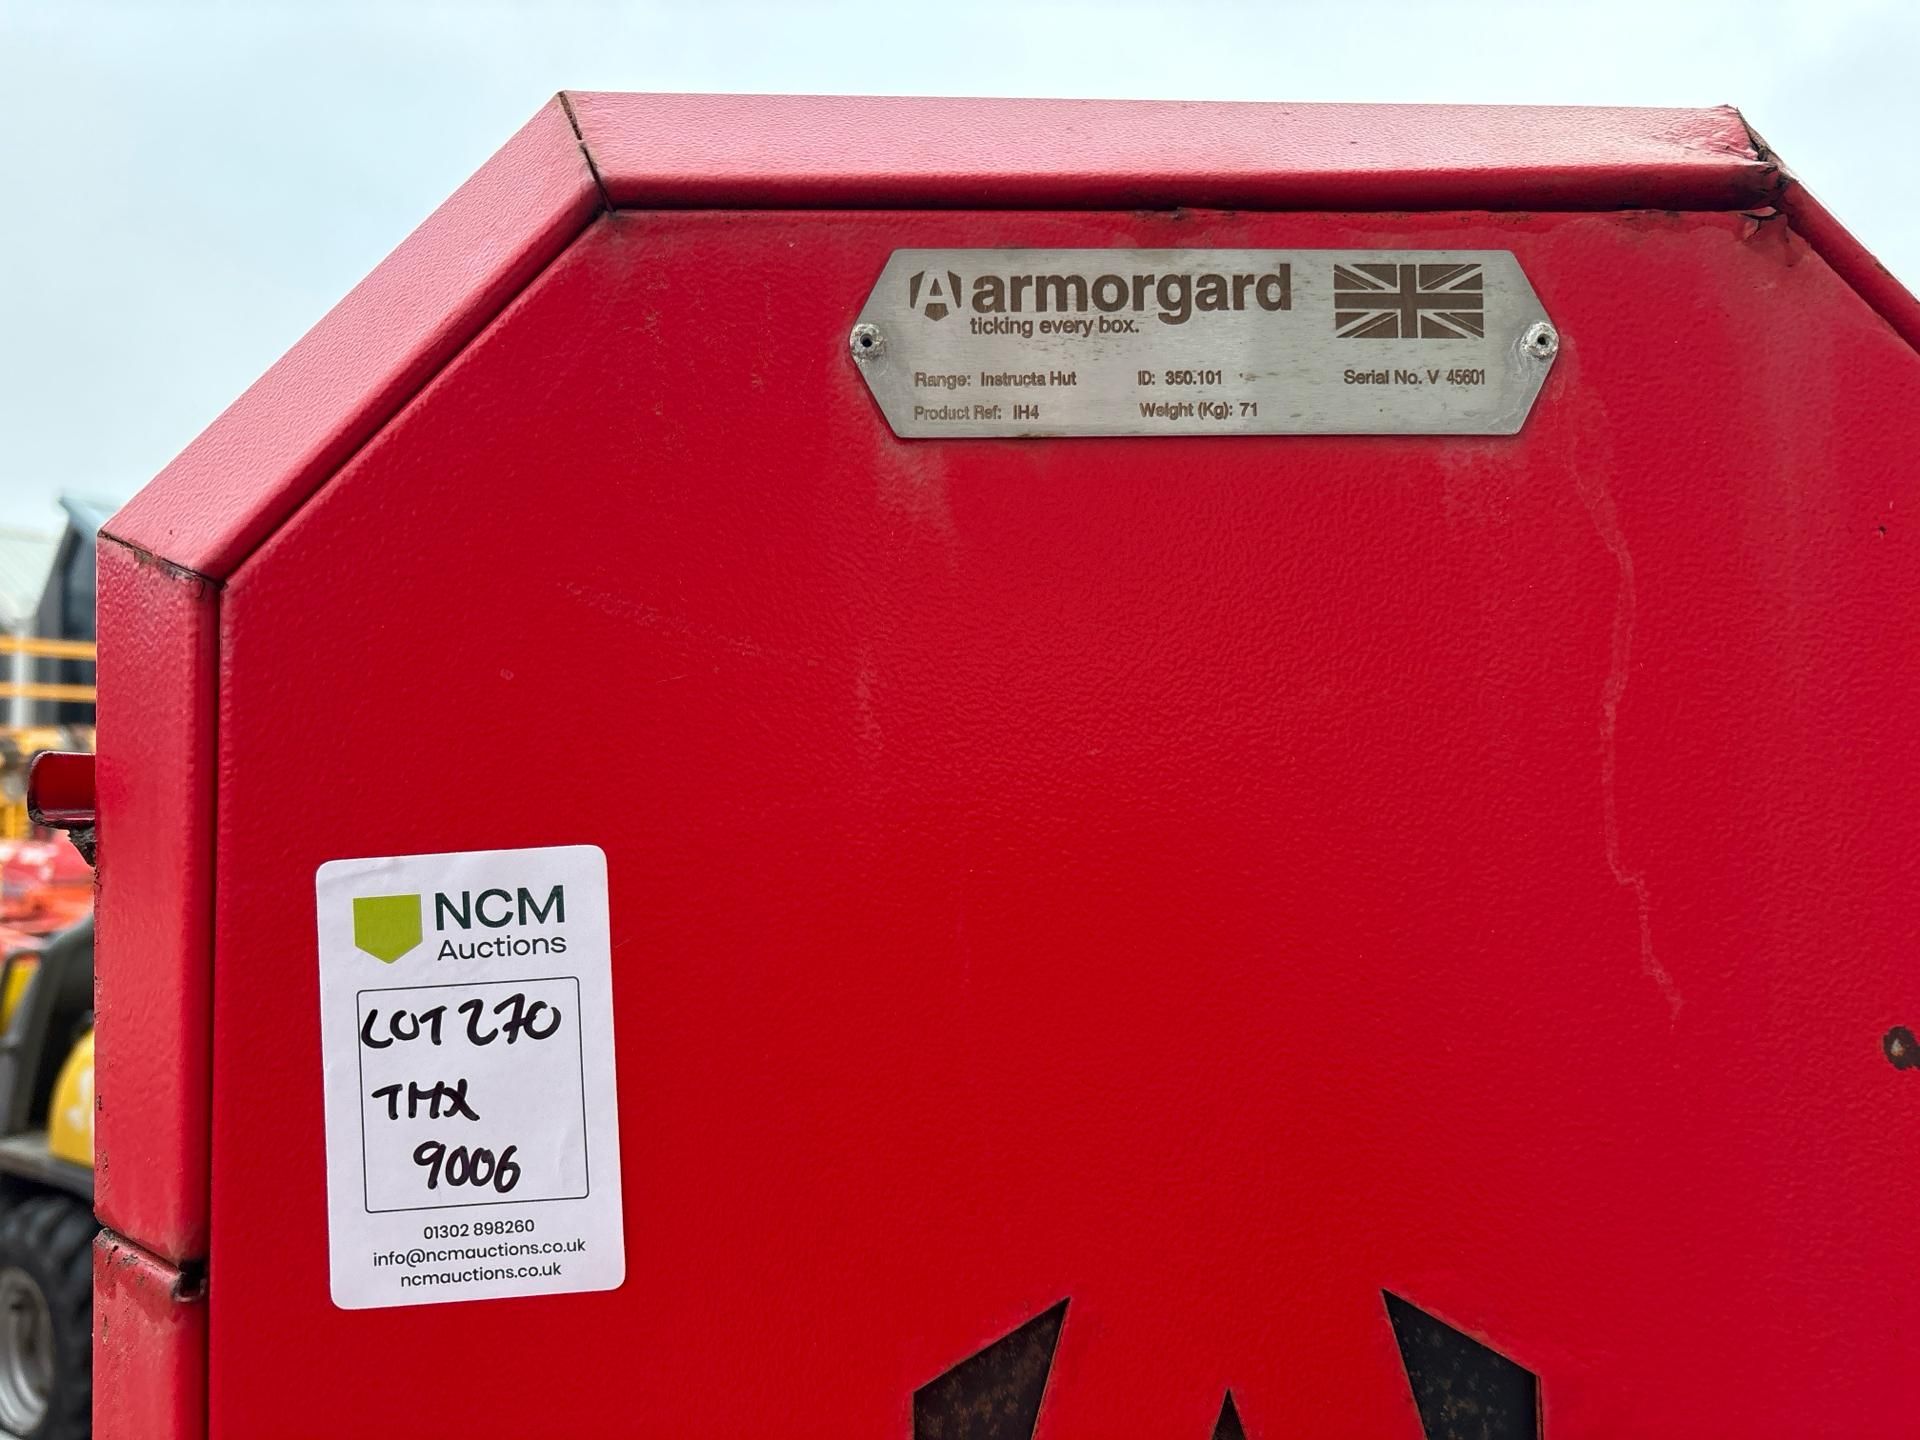 armorgard
ticking every box.
Range: Instructa Hut ID: 350.101 Serial No. V 45601
Product Ref: IH4 Weight (Kg): 71
NCM
Auctions
LOT 270
TMX
9006
01302 898260
info@ncmauctions.co.uk
ncmauctions.co.uk